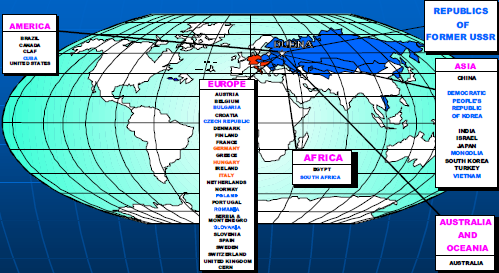 AMERICA
BRAZIL
CANADA
CLAF
CUBA
UNITED STATES
DUBNA
REPUBLICS
OF
FORMER USSR
ASIA
CHINA
DEMOCRATIC
PEOPLE'S
REPUBLIC
OF KOREA
INDIA
ISRAEL
JAPAN
MONGOLIA
SOUTH KOREA
TURKEY
VIETNAM
EUROPE
AUSTRIA
BELGIUM
BULGARIA
CROATIA
CZECH REPUBLIC
DENMARK
FINLAND
FRANCE
GERMANY
GREECE
HUNGARY
IRELAND
ITALY
NETHERLANDS
NORWAY
POLAND
PORTUGAL
ROMANIA
SERBIA &
MONTENEGRO
SLOVAKIA
SLOVENIA
SPAIN
SWEDEN
SWITZERLAND
UNITED KINGDOM
CERN
AFRICA
EGYPT
SOUTH AFRICA
AUSTRALIA
AND
OCEANIA
AUSTRALIA